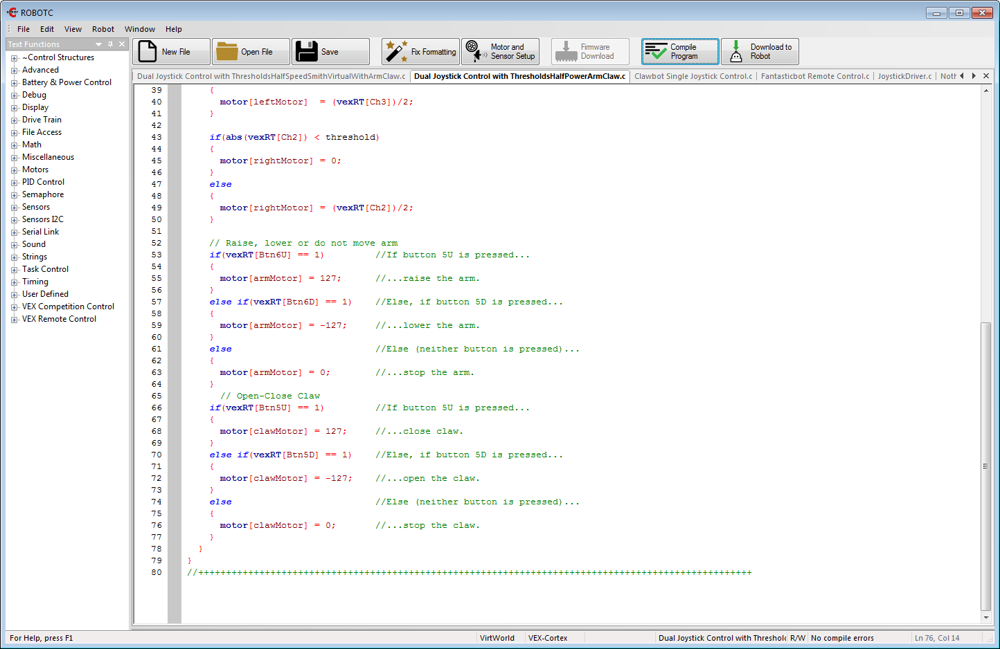 ROBOTC
File Edit View Robot Window Help
Text Functions
~Control Structures
Advanced
Battery & Power Control
Debug
Display
Drive Train
File Access
Math
Miscellaneous
Motors
PID Control
Semaphore
Sensors
Sensors I2C
Serial Link
Sound
Strings
Task Control
Timing
User Defined
VEX Competition Control
VEX Remote Control
New File
Open File
Save
Fix Formatting
Motor and
Sensor Setup
Firmware
Download
Compile
Program
Download to
Robot
Dual Joystick Control with ThresholdsHalfSpeedSmithVirtualWithArmClaw.c Dual Joystick Control with ThresholdsHalfPowerArmClaw.c Clawbot Single Joystick Control.c Fantasticbot Remote Control.c JoystickDriver.c Noth
39 {
40 motor[leftMotor] = (vexRT[Ch3])/2;
41 }
42
43 if(abs(vexRT[Ch2]) < threshold)
44 {
45 motor[rightMotor] = 0;
46 }
47 else
48 {
49 motor[rightMotor] = (vexRT[Ch2])/2;
50 }
51
52 // Raise, lower or do not move arm
53 if(vexRT[Btn6U] == 1) //If button 5U is pressed...
54 {
55 motor[armMotor] = 127; //...raise the arm.
56 }
57 else if(vexRT[Btn6D] == 1) //Else, if button 5D is pressed...
58 {
59 motor[armMotor] = -127; //...lower the arm.
60 }
61 else //Else (neither button is pressed)...
62 {
63 motor[armMotor] = 0; //...stop the arm.
64 }
65 // Open-Close Claw
66 if(vexRT[Btn5U] == 1) //If button 5U is pressed...
67 {
68 motor[clawMotor] = 127; //...close claw.
69 }
70 else if(vexRT[Btn5D] == 1) //Else, if button 5D is pressed...
71 {
72 motor[clawMotor] = -127; //...open the claw.
73 }
74 else //Else (neither button is pressed)...
75 {
76 motor[clawMotor] = 0; //...stop the claw.
77 }
78 }
79 }
80 //++++++++++++++++++++++++++++++++++++++++++++++++++++++++++++++++++++++++++++++++++++++++++++++++++++
For Help, press F1 VirtWorld VEX-Cortex Dual Joystick Control with Threshol R/W No compile errors Ln 76, Col 14